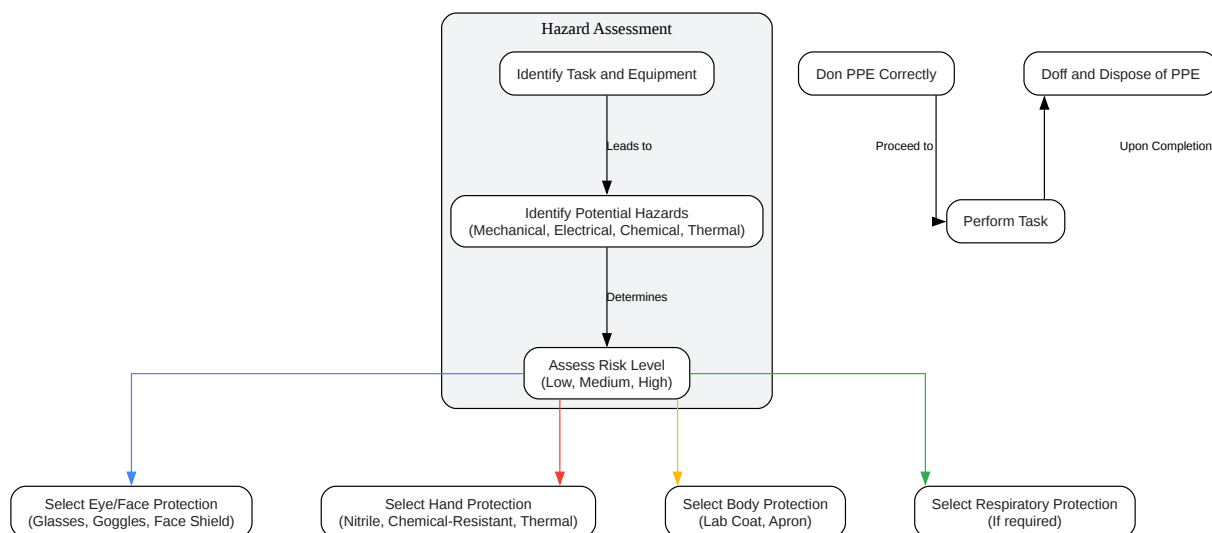 Hazard Assessment
Identify Task and Equipment
Don PPE Correctly
Doff and Dispose of PPE
Leads to
Proceed to
Upon Completion
Identify Potential Hazards
(Mechanical, Electrical, Chemical, Thermal)
Perform Task
Determines
Assess Risk Level
(Low, Medium, High)
Select Eye/Face Protection
(Glasses, Goggles, Face Shield)
Select Hand Protection
(Nitrile, Chemical-Resistant, Thermal)
Select Body Protection
(Lab Coat, Apron)
Select Respiratory Protection
(If required)